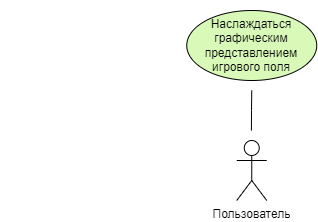 Наслаждаться
графическим
представлением
игрового поля
Пользователь